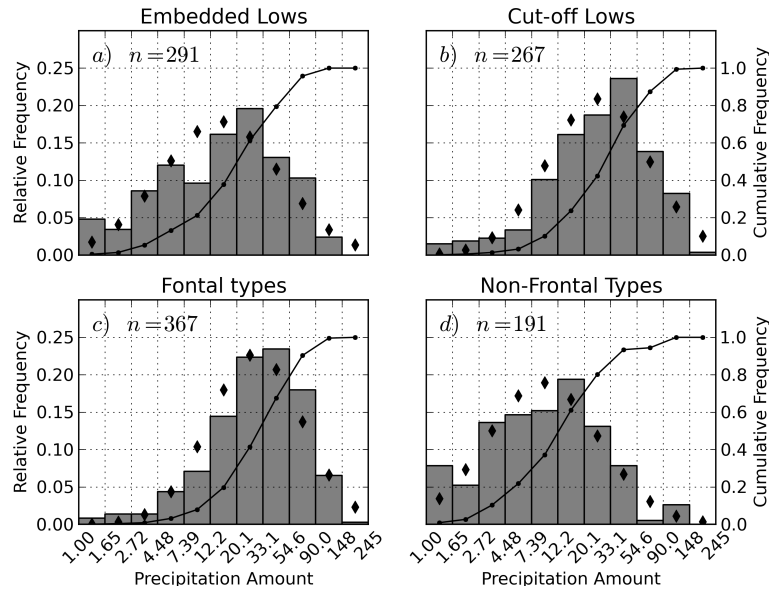 Embedded Lows
Cut-off Lows
a) n=291
b) n=267
Relative Frequency
0.25
0.20
0.15
0.10
0.05
0.00
1.0
0.8
0.6
0.4
0.2
0.0
Cumulative Frequency
Fontal types
Non-Frontal Types
c) n=367
d) n=191
Relative Frequency
0.25
0.20
0.15
0.10
0.05
0.00
1.0
0.8
0.6
0.4
0.2
0.0
Cumulative Frequency
1.00 1.65 2.72 4.48 7.39 12.2 20.1 33.1 54.6 90.0 148 245
1.00 1.65 2.72 4.48 7.39 12.2 20.1 33.1 54.6 90.0 148 245
Precipitation Amount
Precipitation Amount